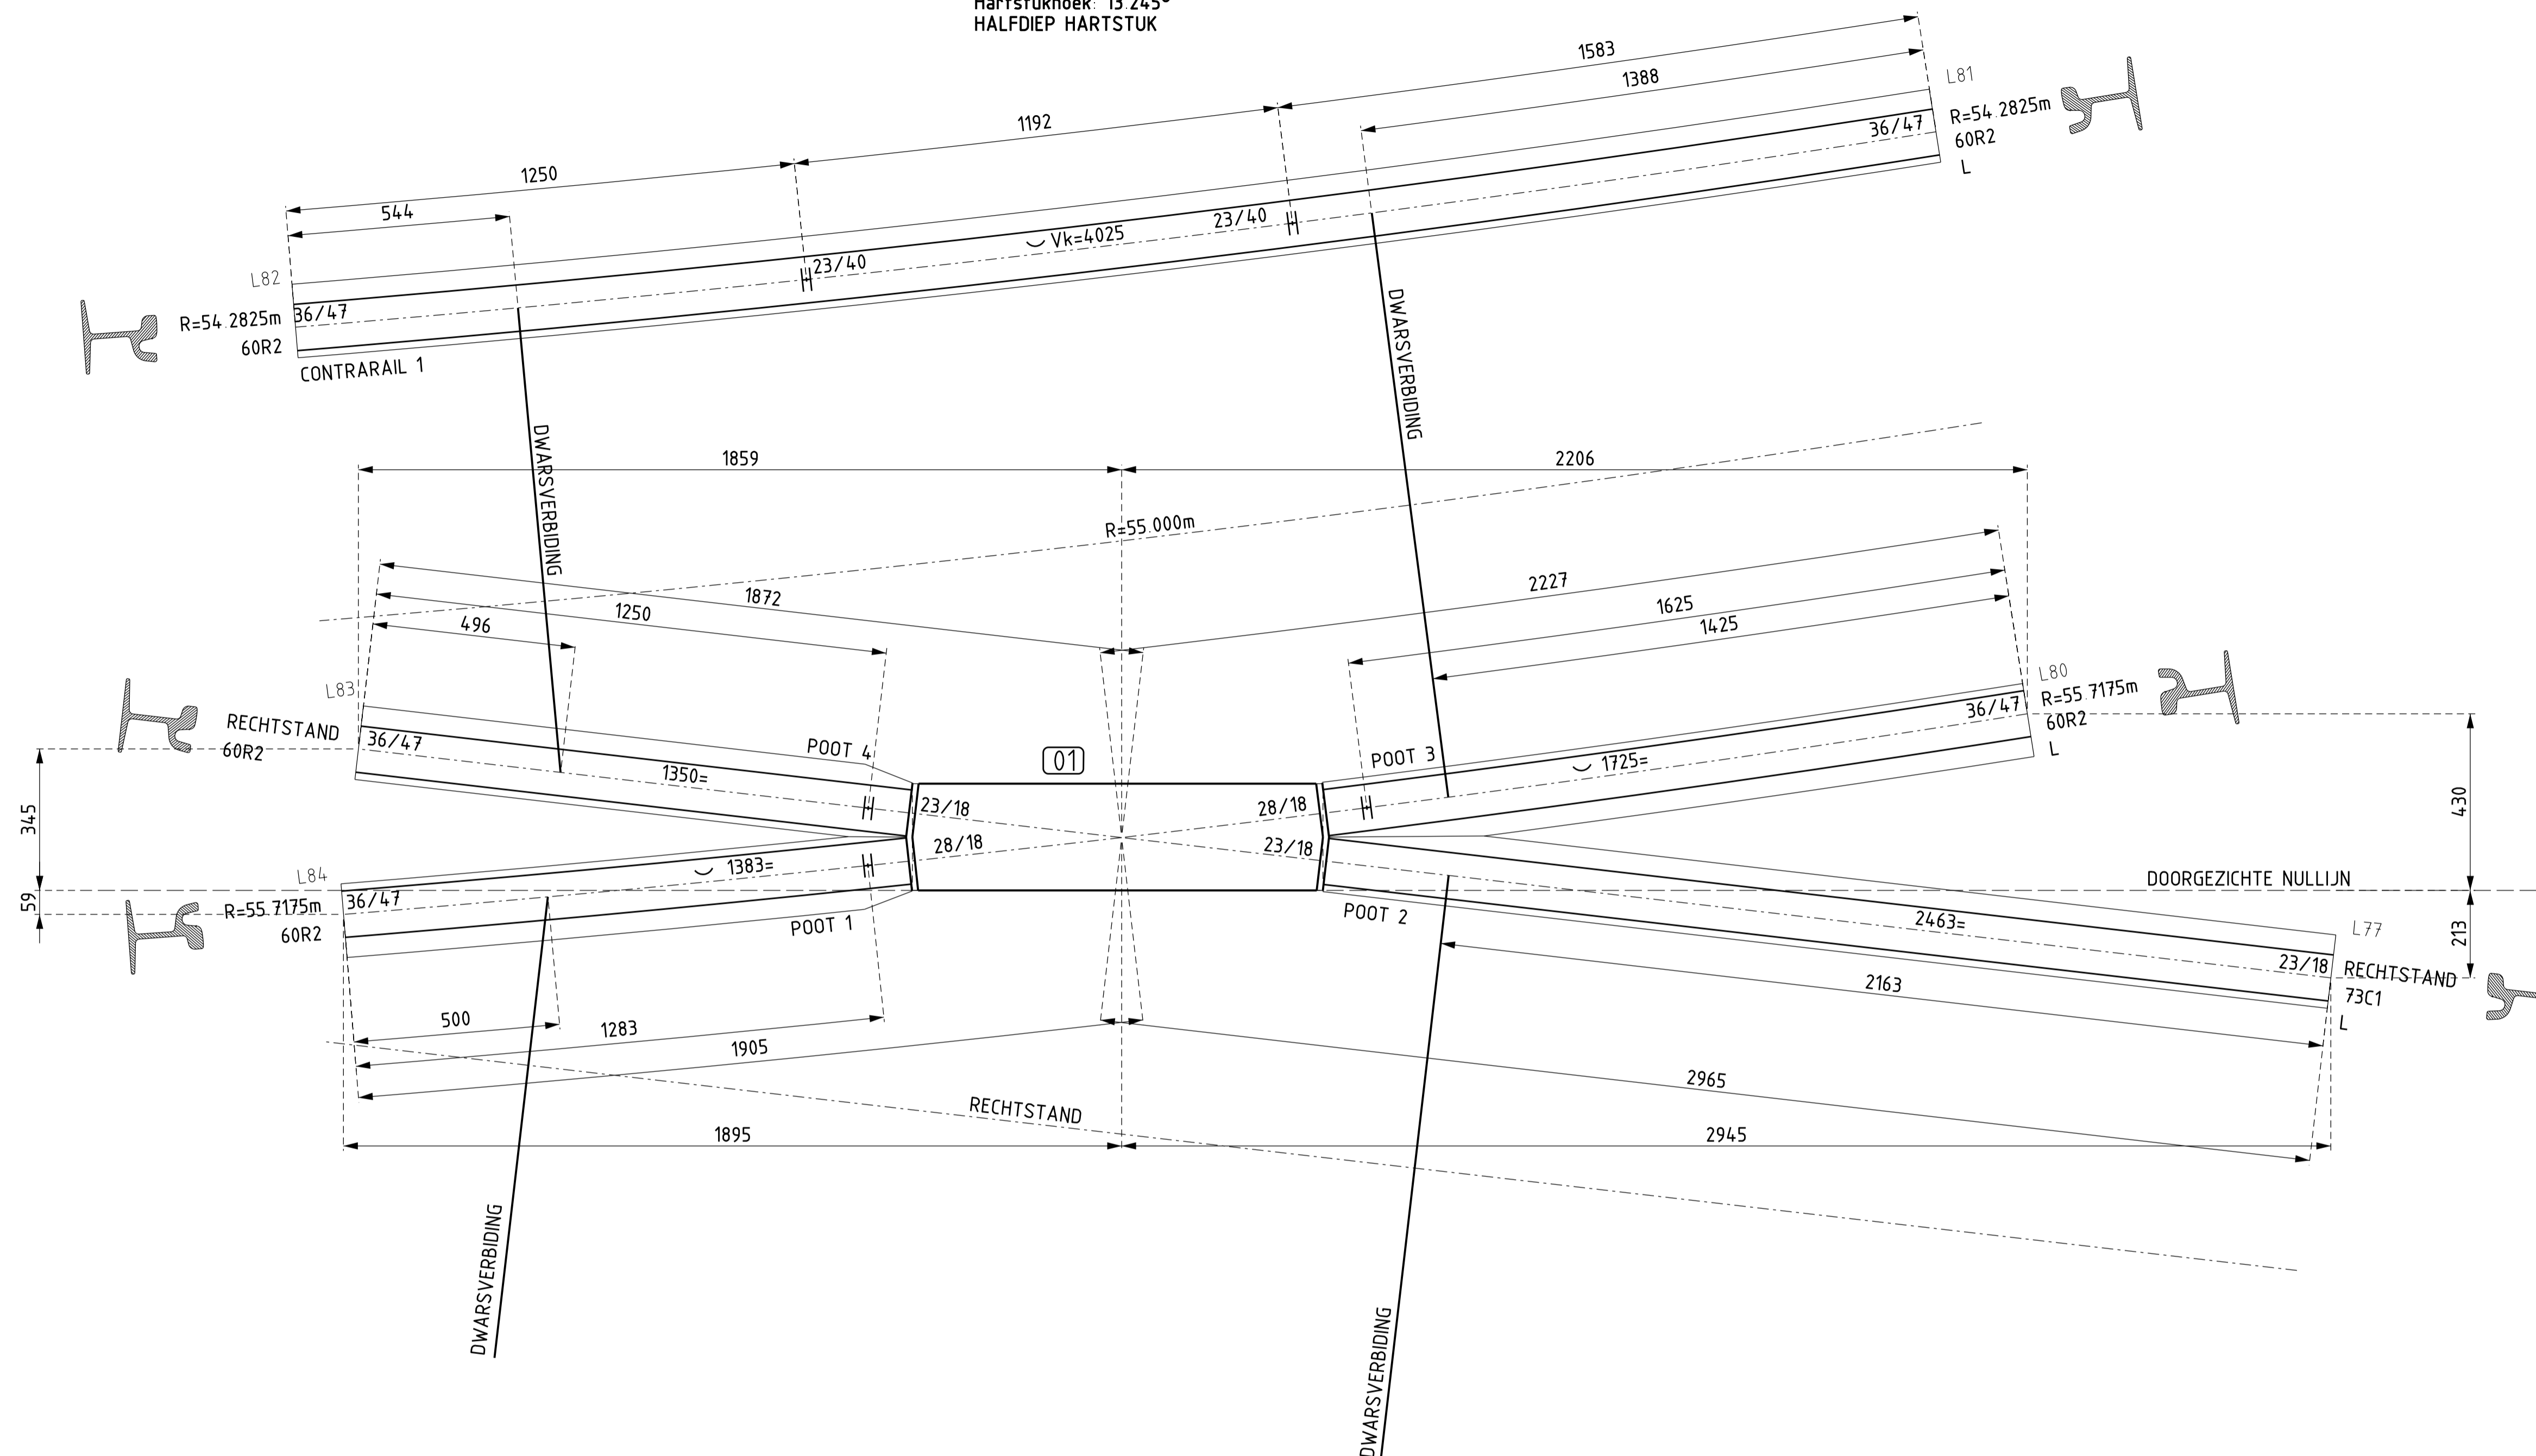 Hartstukhoek: 13.245°
HALFDIEP HARTSTUK
1583
1388
L81
R=54.2825m
36/47
60R2
L
1192
1250
544
23/40
Vk=4025
23/40
L82
36/47
R=54.2825m
60R2
CONTRARAIL 1
DWARSVERBIDING
DWARSVERBIDING
1859
2206
R=55.000m
1872
1250
496
2227
1625
1425
L83
RECHTSTAND
60R2
36/47
1350=
POOT 4
01
POOT 3
1725=
L80
R=55.7175m
36/47
60R2
L
345
430
23/18
28/18
28/18
23/18
1383=
L84
36/47
R=55.7175m
60R2
59
POOT 1
POOT 2
DOORGEZICHTE NULLIJN
2463=
L77
213
23/18
RECHTSTAND
73C1
L
2163
500
1283
1905
2965
RECHTSTAND
1895
2945
DWARSVERBIDING
DWARSVERBIDING